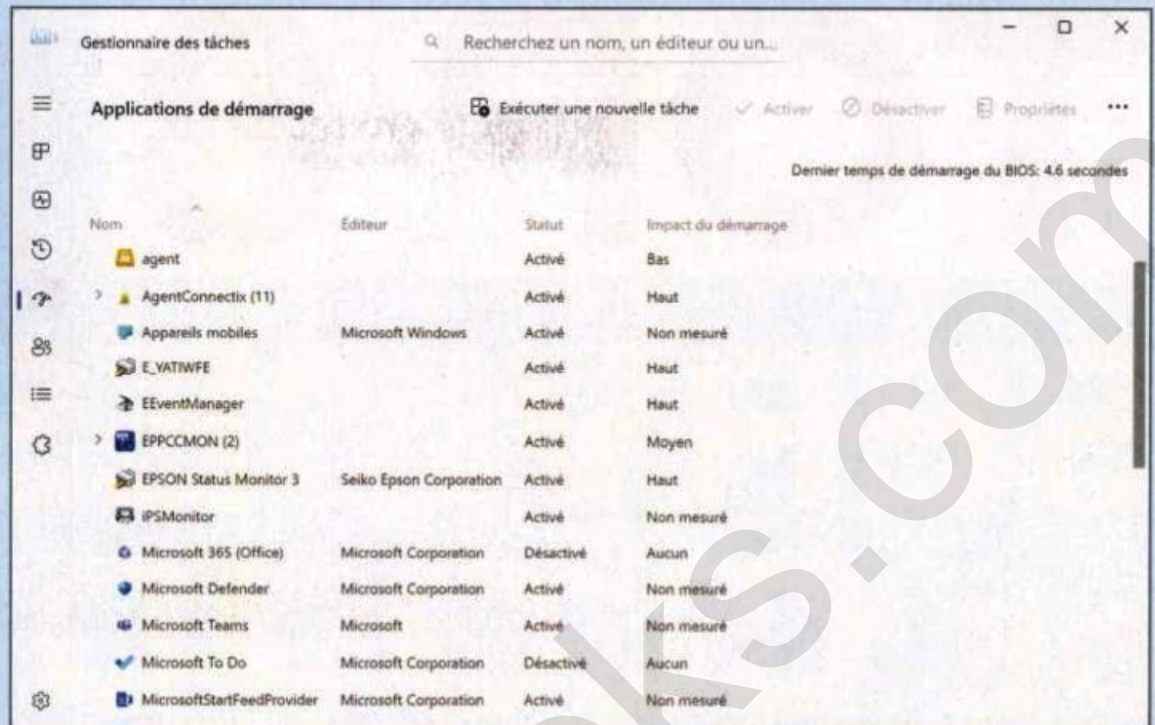 Gestionnaire des tâches Recherchez un nom, un éditeur ou un...
Applications de démarrage Exécuter une nouvelle tâche Activer Désactiver Propriétés ...
Dernier temps de démarrage du BIOS: 4.6 secondes
Nom Éditeur Statut Impact du démarrage
agent Activé Bas
AgentConnectix (11) Activé Haut
Appareils mobiles Microsoft Windows Activé Non mesuré
E_YATIWFE Activé Haut
EEventManager Activé Haut
EPPCCMON (2) Activé Moyen
EPSON Status Monitor 3 Seiko Epson Corporation Activé Haut
iPSMonitor Activé Non mesuré
Microsoft 365 (Office) Microsoft Corporation Désactivé Aucun
Microsoft Defender Microsoft Corporation Activé Non mesuré
Microsoft Teams Microsoft Activé Non mesuré
Microsoft To Do Microsoft Corporation Désactivé Aucun
MicrosoftStartFeedProvider Microsoft Corporation Activé Non mesuré
ks.com